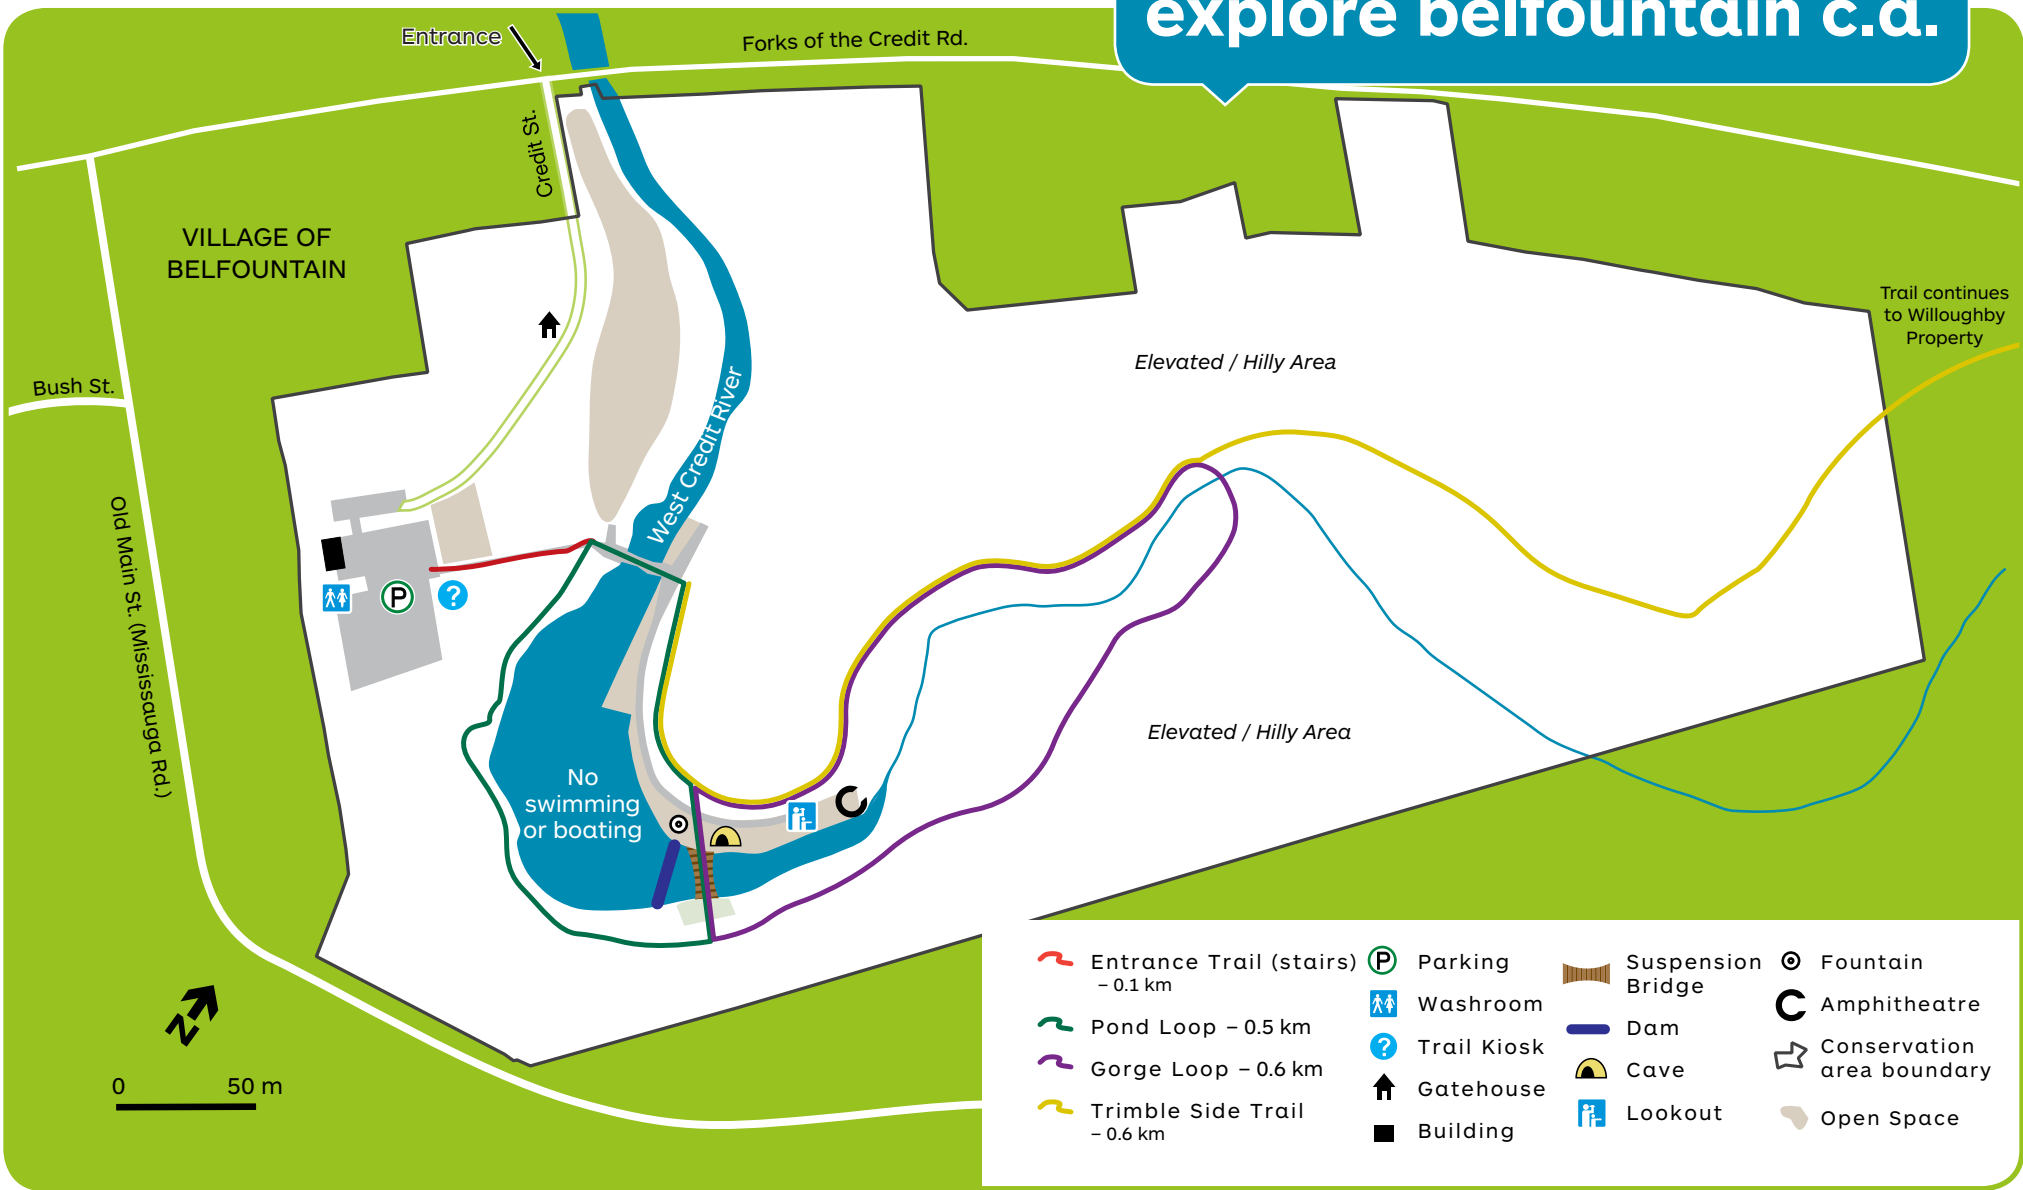 explore belfountain c.a.
Entrance
Forks of the Credit Rd.
Credit St.
VILLAGE OF
BELFOUNTAIN
Trail continues
to Willoughby
Property
Elevated / Hilly Area
Bush St.
West Credit River
Old Main St. (Mississauga Rd.)
P
?
Elevated / Hilly Area
No
swimming
or boating
N
0 50 m
Entrance Trail (stairs)
– 0.1 km
Pond Loop – 0.5 km
Gorge Loop – 0.6 km
Trimble Side Trail
– 0.6 km
P Parking
Washroom
? Trail Kiosk
Gatehouse
Building
Suspension
Bridge
Dam
Cave
Lookout
Fountain
Amphitheatre
Conservation
area boundary
Open Space